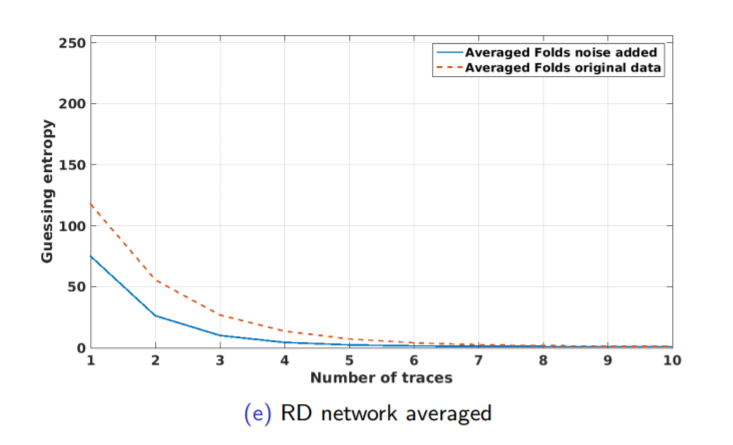 250
200
150
100
50
0
Guessing entropy
Averaged Folds noise added
Averaged Folds original data
1 2 3 4 5 6 7 8 9 10
Number of traces
(e) RD network averaged